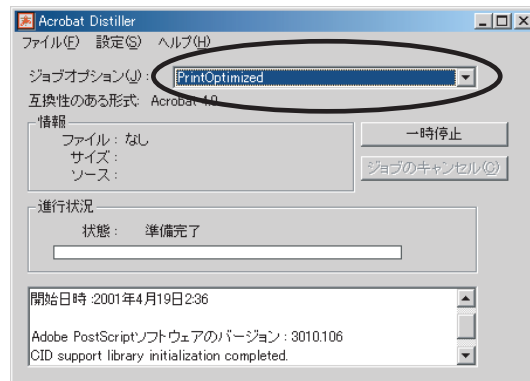 Acrobat Distiller
ファイル(F) 設定(S) ヘルプ(H)
ジョブオプション(J): PrintOptimized
互換性のある形式: Acrobat 4.0
情報
ファイル : なし
サイズ :
ソース :
一時停止
ジョブのキャンセル(C)
進行状況
状態 : 準備完了
開始日時 :2001年4月19日2:36
Adobe PostScriptソフトウェアのバージョン : 3010.106
CID support library initialization completed.